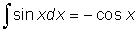 ∫sin xdx = − cos x